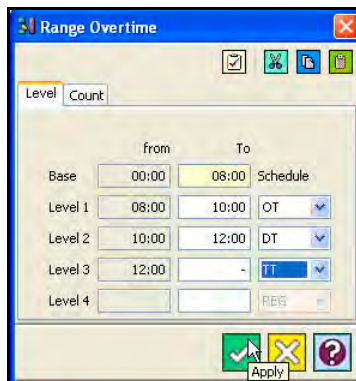 Range Overtime
Level Count
from To
Base 00:00 08:00 Schedule
Level 1 08:00 10:00 OT
Level 2 10:00 12:00 DT
Level 3 12:00 - TT
Level 4 REG
Apply